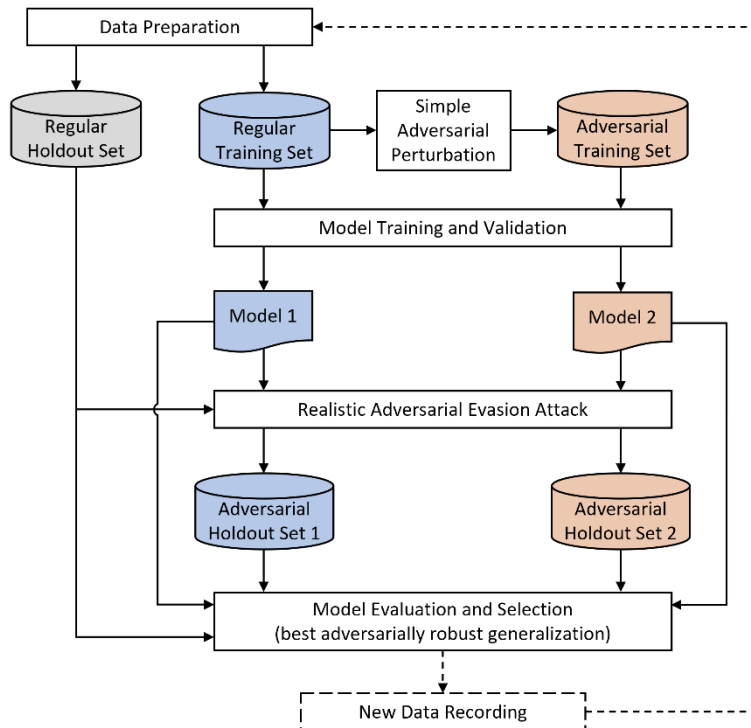 Data Preparation
Regular
Holdout Set
Regular
Training Set
Simple
Adversarial
Perturbation
Adversarial
Training Set
Model Training and Validation
Model 1
Model 2
Realistic Adversarial Evasion Attack
Adversarial
Holdout Set 1
Adversarial
Holdout Set 2
Model Evaluation and Selection
(best adversarially robust generalization)
New Data Recording